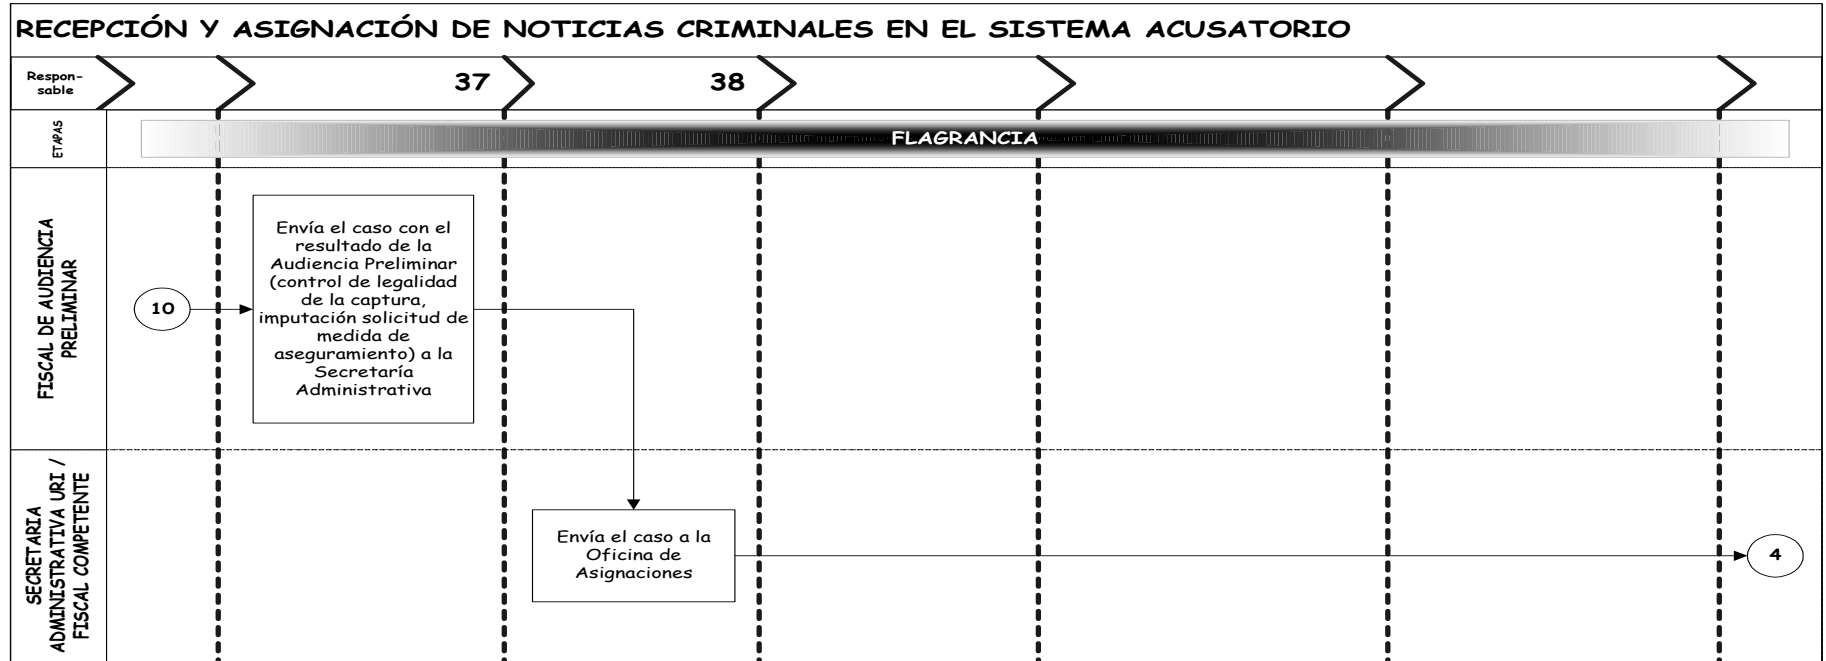 RECEPCIÓN Y ASIGNACIÓN DE NOTICIAS CRIMINALES EN EL SISTEMA ACUSATORIO
Respon-
sable
37
38
ETAPAS
FLAGRANCIA
FISCAL DE AUDIENCIA
PRELIMINAR
10
Envía el caso con el
resultado de la
Audiencia Preliminar
(control de legalidad
de la captura,
imputación solicitud de
medida de
aseguramiento) a la
Secretaría
Administrativa
SECRETARIA
ADMINISTRATIVA URI /
FISCAL COMPETENTE
Envía el caso a la
Oficina de
Asignaciones
4